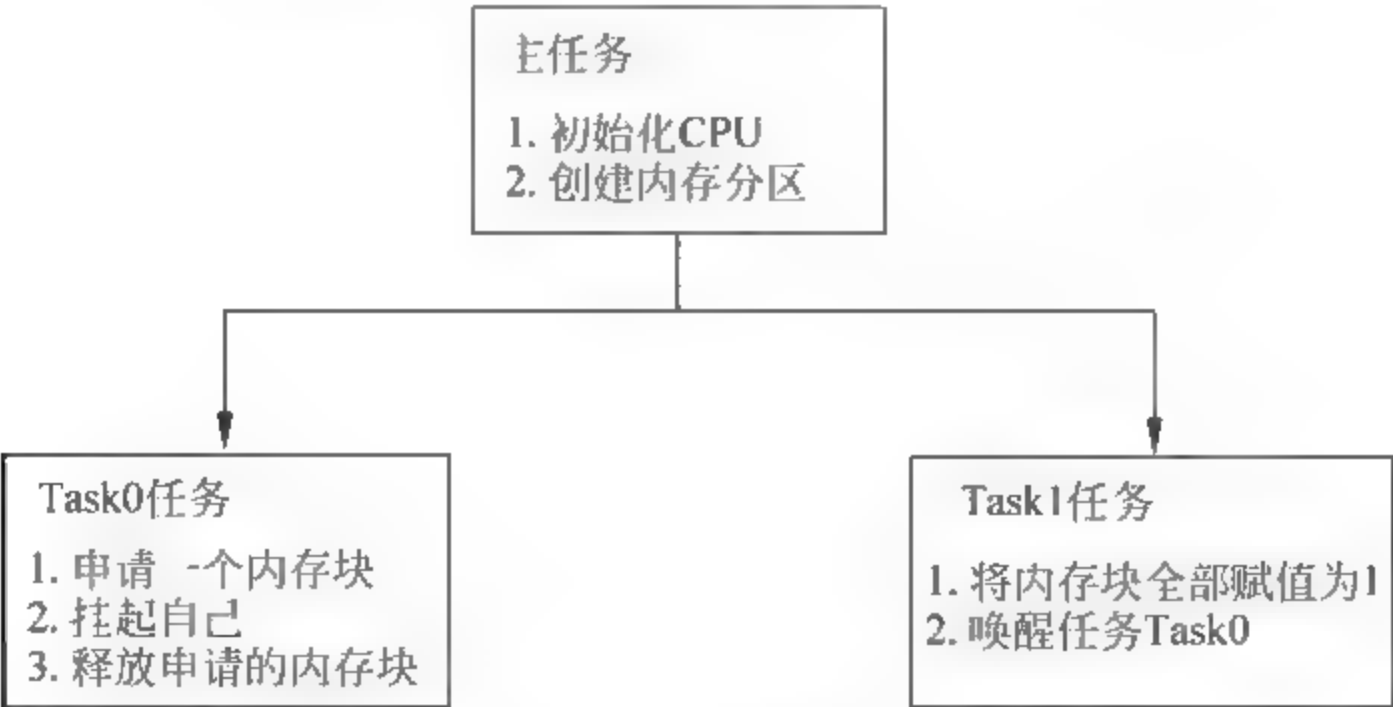 主任务
1. 初始化CPU
2. 创建内存分区
Task0任务
1. 申请一个内存块
2. 挂起自己
3. 释放申请的内存块
Task1任务
1. 将内存块全部赋值为1
2. 唤醒任务Task0